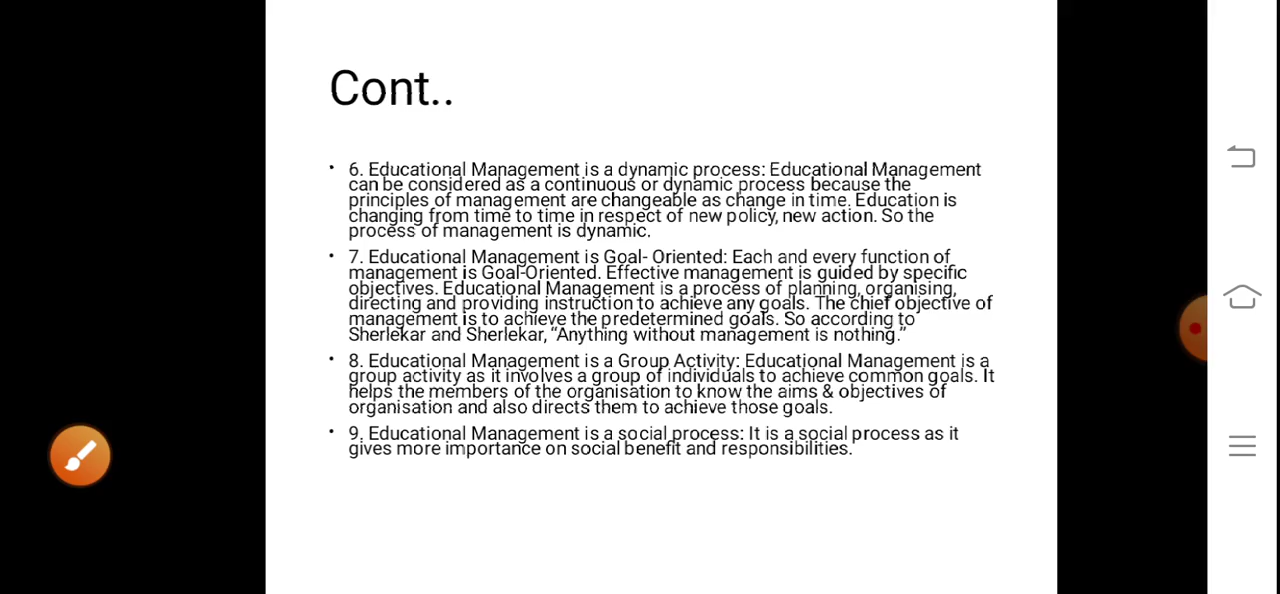 Cont..
• 6. Educational Management is a dynamic process: Educational Management
can be considered as a continuous or dynamic process because the
principles of management are changeable as change in time. Education is
changing from time to time in respect of new policy, new action. So the
process of management is dynamic.
• 7. Educational Management is Goal- Oriented: Each and every function of
management is Goal-Oriented. Effective management is guided by specific
objectives. Educational Management is a process of planning, organising,
directing and providing instruction to achieve any goals. The chief objective of
management is to achieve the predetermined goals. So according to
Sherlekar and Sherlekar, “Anything without management is nothing.”
• 8. Educational Management is a Group Activity: Educational Management is a
group activity as it involves a group of individuals to achieve common goals. It
helps the members of the organisation to know the aims & objectives of
organisation and also directs them to achieve those goals.
• 9. Educational Management is a social process: It is a social process as it
gives more importance on social benefit and responsibilities.